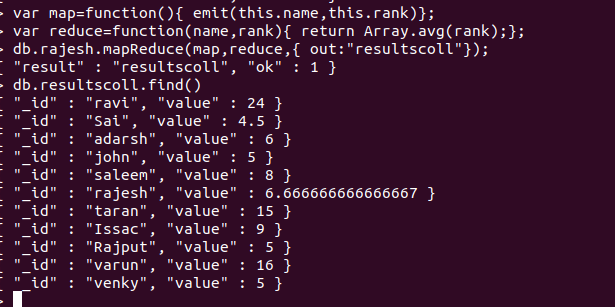 > var map=function(){ emit(this.name,this.rank)};
> var reduce=function(name,rank){ return Array.avg(rank);};
> db.rajesh.mapReduce(map,reduce,{ out:"resultscoll"});
{ "result" : "resultscoll", "ok" : 1 }
> db.resultscoll.find()
{ "_id" : "ravi", "value" : 24 }
{ "_id" : "Sai", "value" : 4.5 }
{ "_id" : "adarsh", "value" : 6 }
{ "_id" : "john", "value" : 5 }
{ "_id" : "saleem", "value" : 8 }
{ "_id" : "rajesh", "value" : 6.666666666666667 }
{ "_id" : "taran", "value" : 15 }
{ "_id" : "Issac", "value" : 9 }
{ "_id" : "Rajput", "value" : 5 }
{ "_id" : "varun", "value" : 16 }
{ "_id" : "venky", "value" : 5 }
>